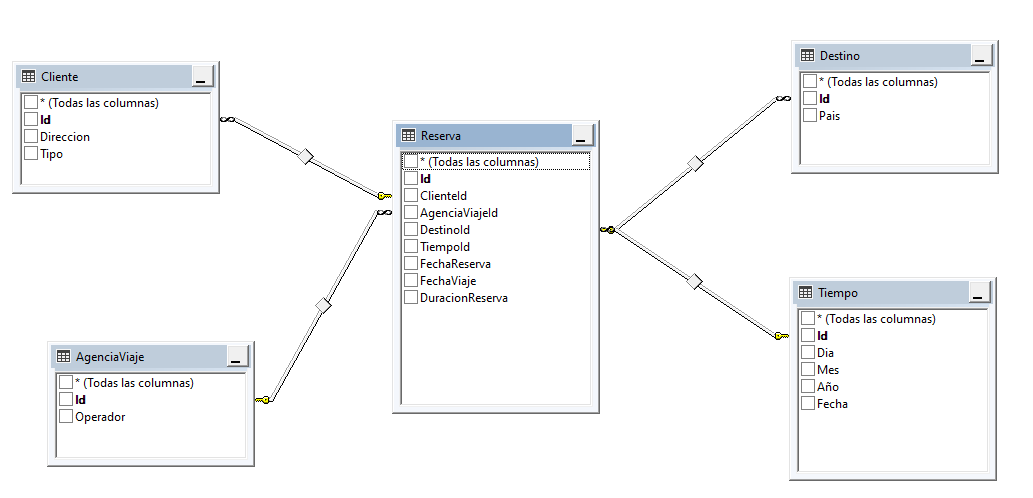 Cliente
* (Todas las columnas)
Id
Direccion
Tipo
AgenciaViaje
* (Todas las columnas)
Id
Operador
Reserva
* (Todas las columnas)
Id
ClienteId
AgenciaViajeId
DestinoId
TiempoId
FechaReserva
FechaViaje
DuracionReserva
Destino
* (Todas las columnas)
Id
Pais
Tiempo
* (Todas las columnas)
Id
Dia
Mes
Año
Fecha